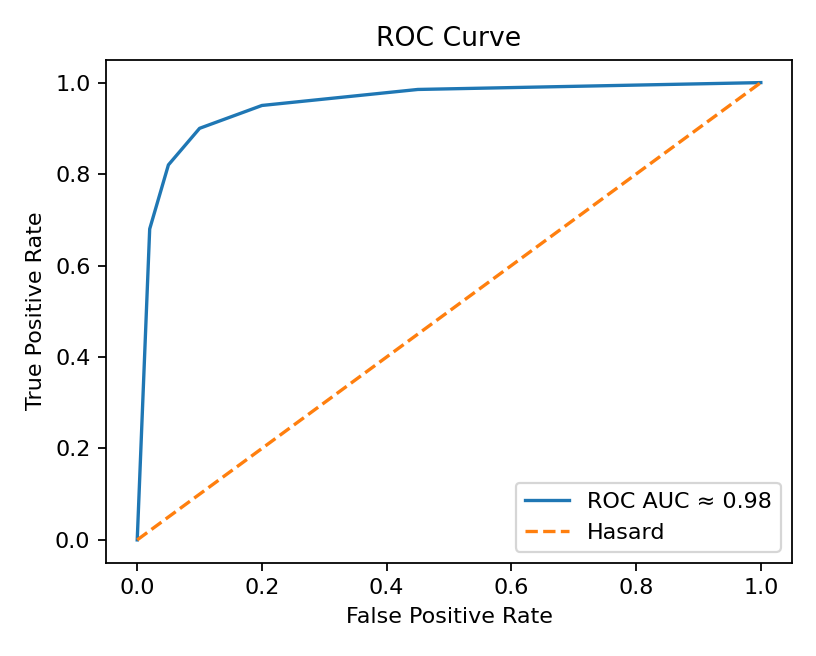 ROC Curve
True Positive Rate
1.0
0.8
0.6
0.4
0.2
0.0
ROC AUC ≈ 0.98
Hasard
0.0 0.2 0.4 0.6 0.8 1.0
False Positive Rate